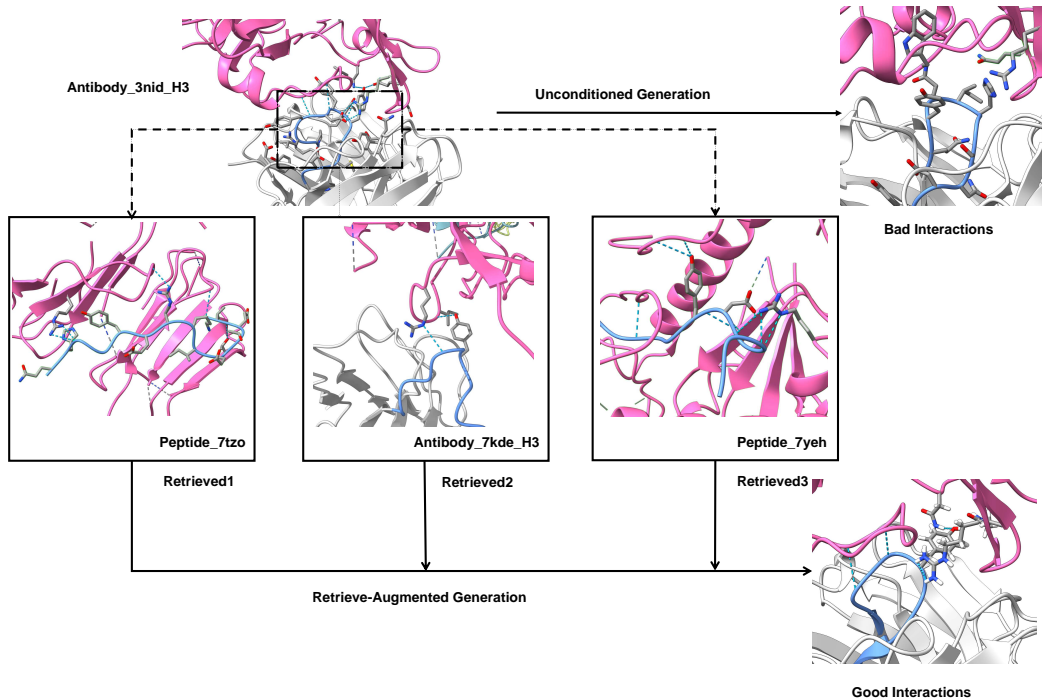 Antibody_3nid_H3
Unconditioned Generation
Bad Interactions
Peptide_7tzo
Antibody_7kde_H3
Peptide_7yeh
Retrieved1
Retrieved2
Retrieved3
Retrieve-Augmented Generation
Good Interactions